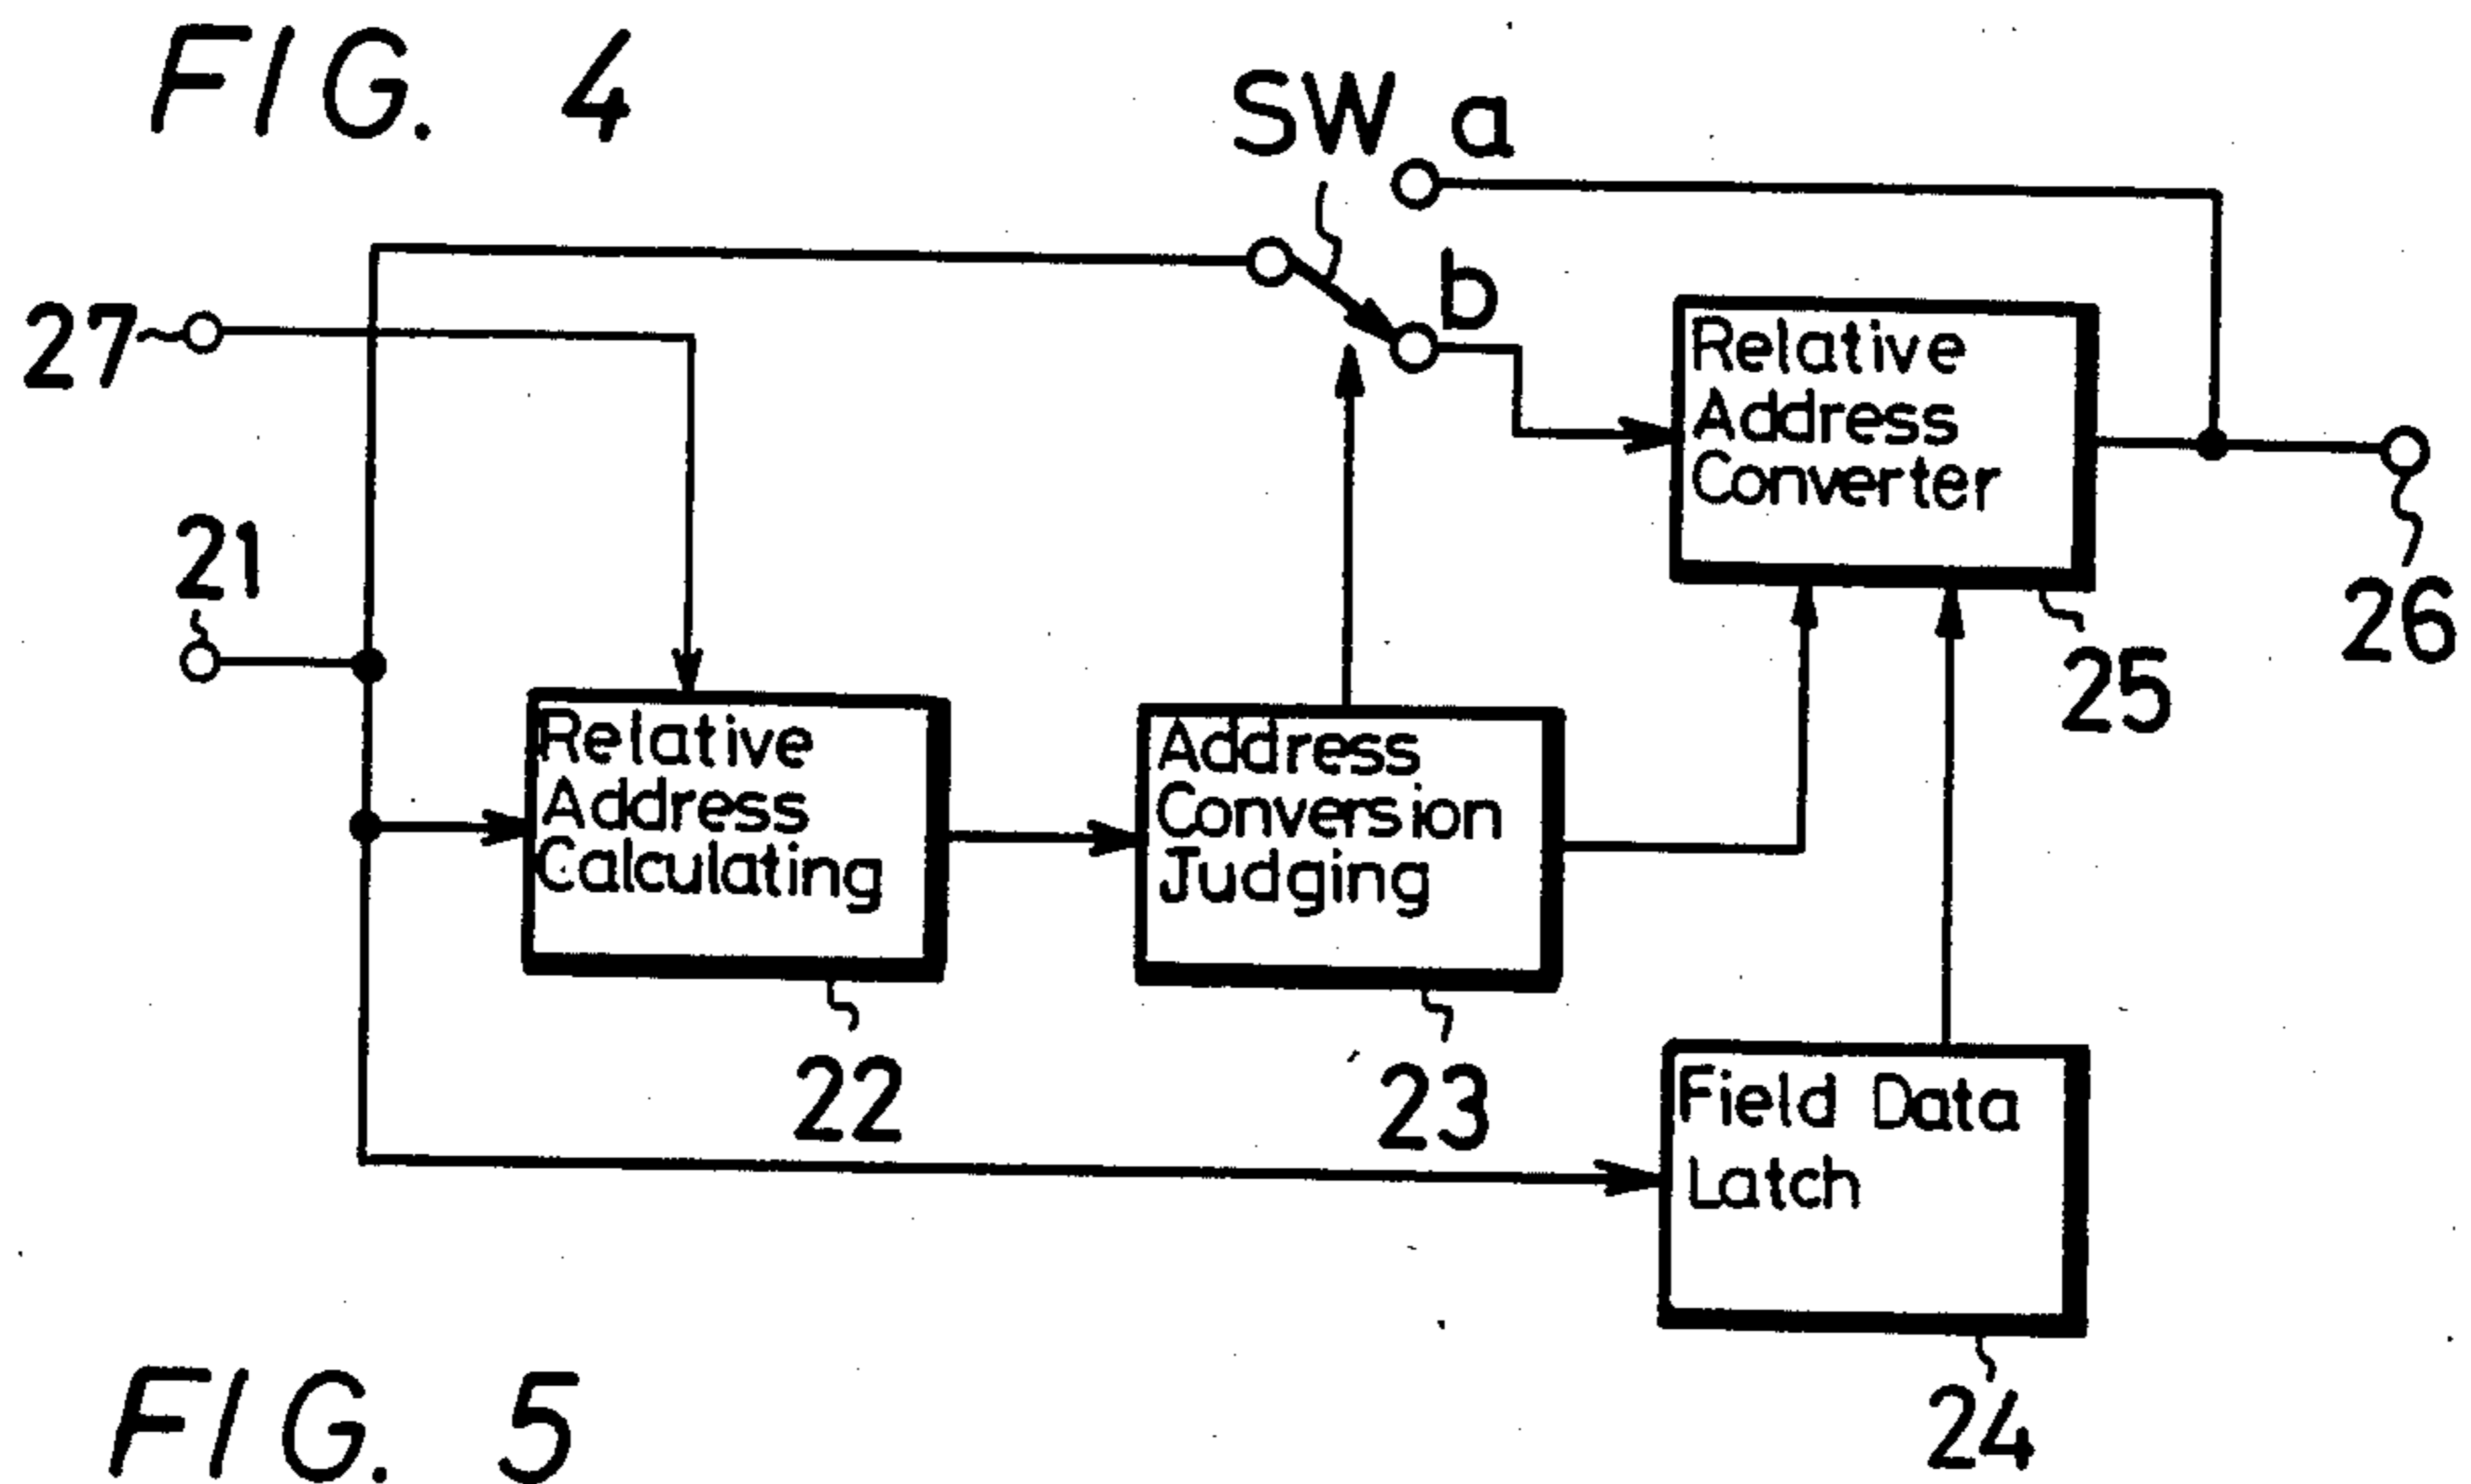 FIG. 4
SW a
b
27
Relative
Address
Converter
21
26
25
Relative
Address
Calculating
Address
Conversion
Judging
22
23
Field Data
Latch
24
FIG. 5